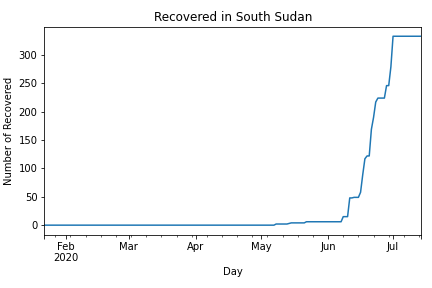 Recovered in South Sudan
Number of Recovered
300
250
200
150
100
50
0
Feb
2020
Mar
Apr
May
Jun
Jul
Day